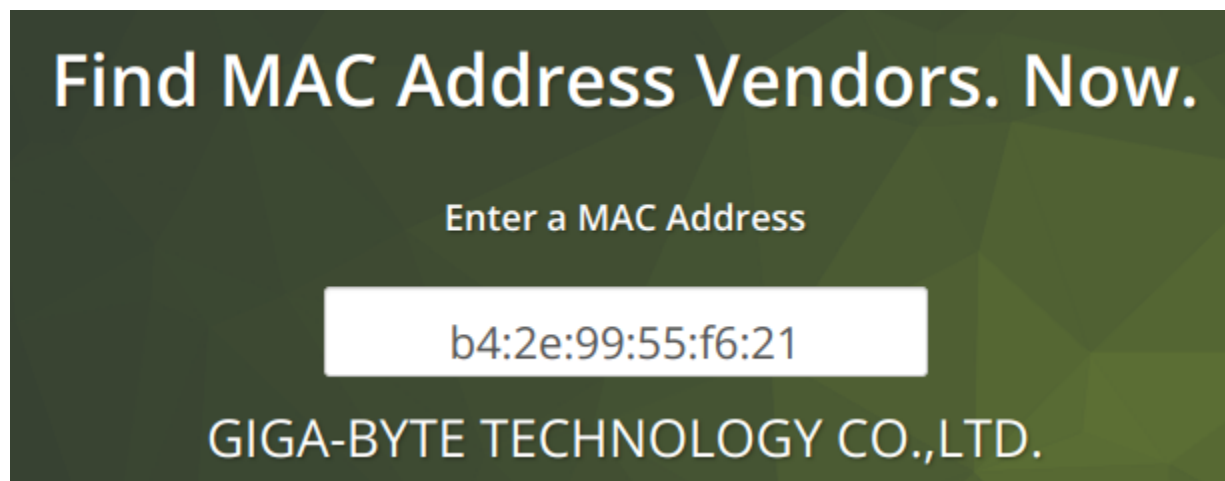 Find MAC Address Vendors. Now.
Enter a MAC Address
b4:2e:99:55:f6:21
GIGA-BYTE TECHNOLOGY CO.,LTD.